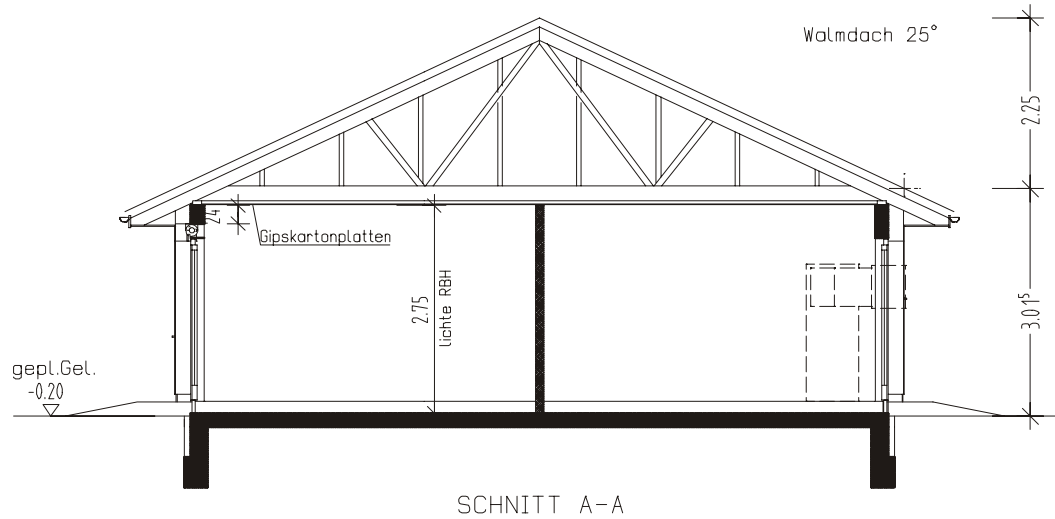 Walmdach 25°
2.25
24
Gipskartonplatten
2.75
lichte RBH
3.01⁵
gepl.Gel.
-0.20
SCHNITT A-A